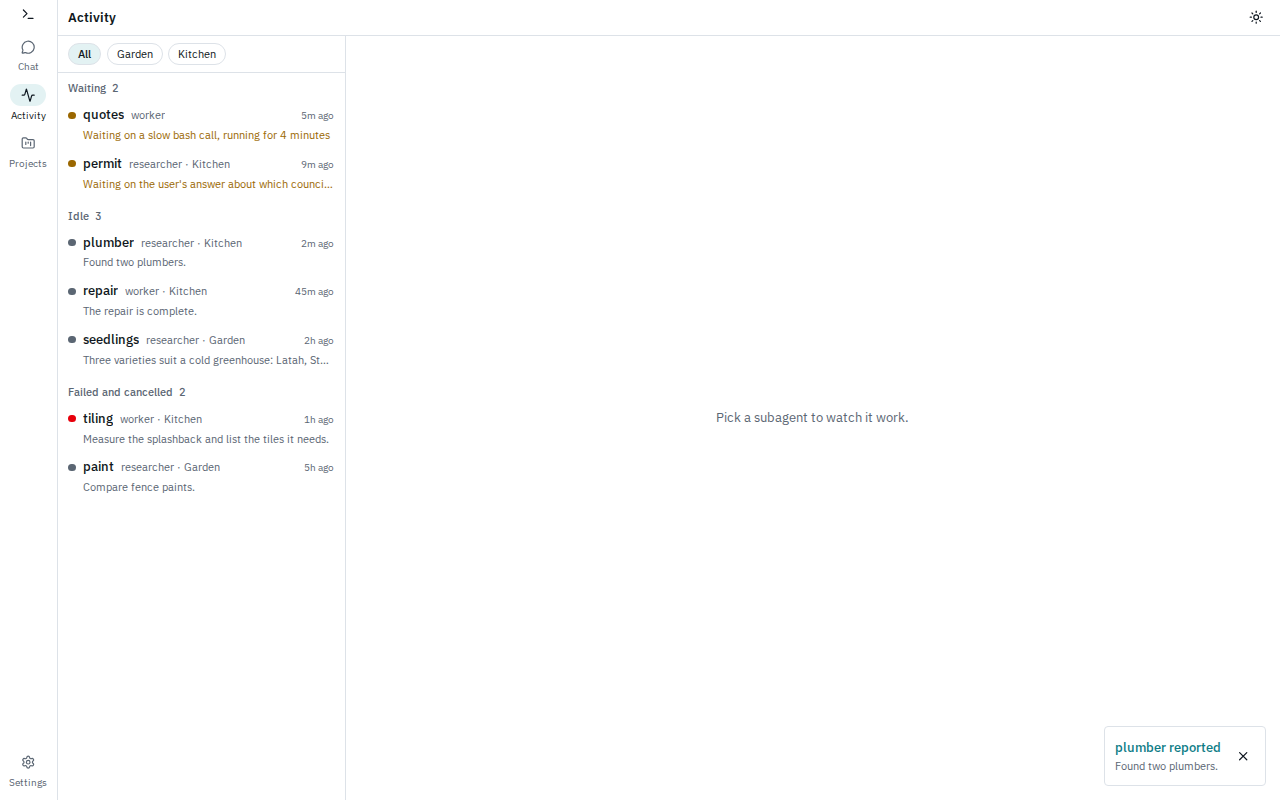 Activity
Chat
Activity
Projects
Settings
All
Garden
Kitchen
Waiting 2
quotes worker 5m ago
Waiting on a slow bash call, running for 4 minutes
permit researcher · Kitchen 9m ago
Waiting on the user's answer about which counci…
Idle 3
plumber researcher · Kitchen 2m ago
Found two plumbers.
repair worker · Kitchen 45m ago
The repair is complete.
seedlings researcher · Garden 2h ago
Three varieties suit a cold greenhouse: Latah, St…
Failed and cancelled 2
tiling worker · Kitchen 1h ago
Measure the splashback and list the tiles it needs.
paint researcher · Garden 5h ago
Compare fence paints.
Pick a subagent to watch it work.
plumber reported
Found two plumbers.